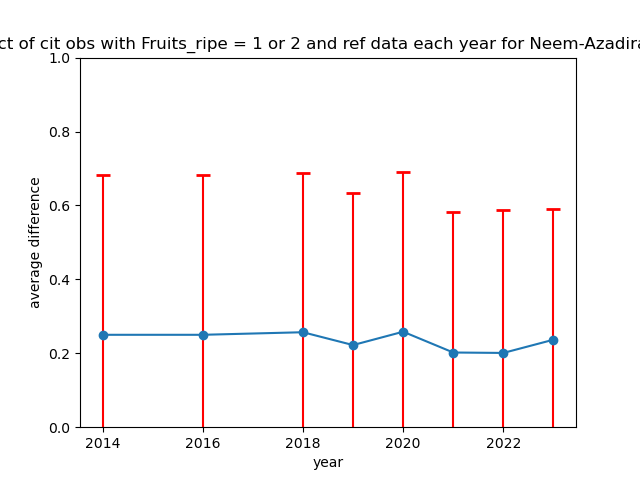 ct of cit obs with Fruits_ripe = 1 or 2 and ref data each year for Neem-Azadira
1.0
0.8
0.6
0.4
0.2
0.0
average difference
2014 2016 2018 2020 2022
year